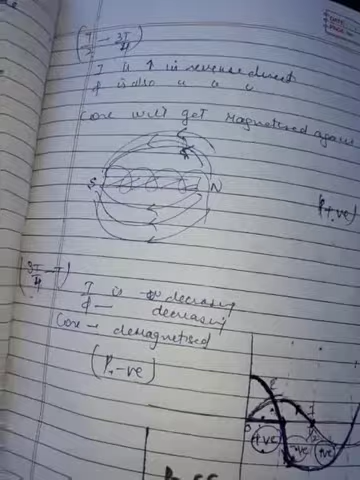 (T/2 - 3T/4)
I is ↑ in reverse direct
φ is also " " "
Core will get magnetised again
S N
P(+ve)
(3T/4 - T)
I is decreasing
φ — decreasing
Core → demagnetised
(P. -ve)
+ve -ve +ve